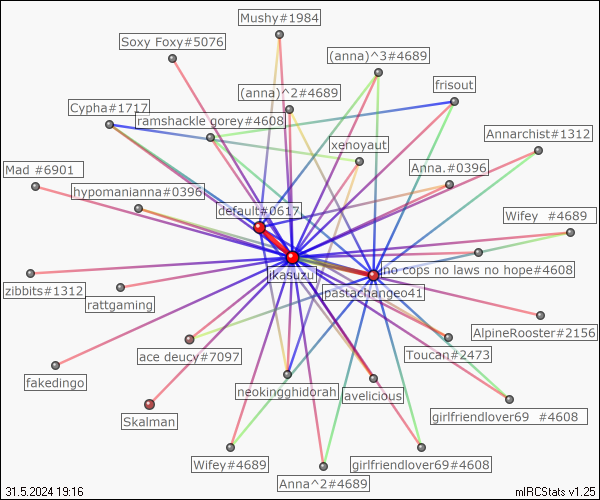 Mushy#1984
Soxy Foxy#5076
(anna)^3#4689
frisout
(anna)^2#4689
Cypha#1717
ramshackle gorey#4608
Annarchist#1312
xenoyaut
Mad #6901
Anna.#0396
hypomanianna#0396
default#0617
Wifey  #4689
jikasuzu
no cops no laws no hope#4608
zibbits#1312
rattgaming
pastachangeo41
AlpineRooster#2156
ace deucy#7097
Toucan#2473
fakedingo
neokingghidorah
avelicious
girlfriendlover69  #4608
Skalman
Wifey#4689
girlfriendlover69#4608
Anna^2#4689
31.5.2024 19:16
mIRCStats v1.25